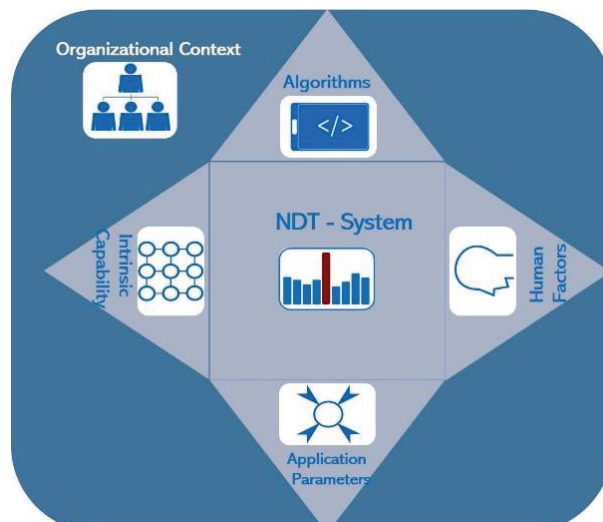 Organizational Context
Algorithms
</>
NDT - System
Intrinsic
Capability
Human
Factors
Application
Parameters